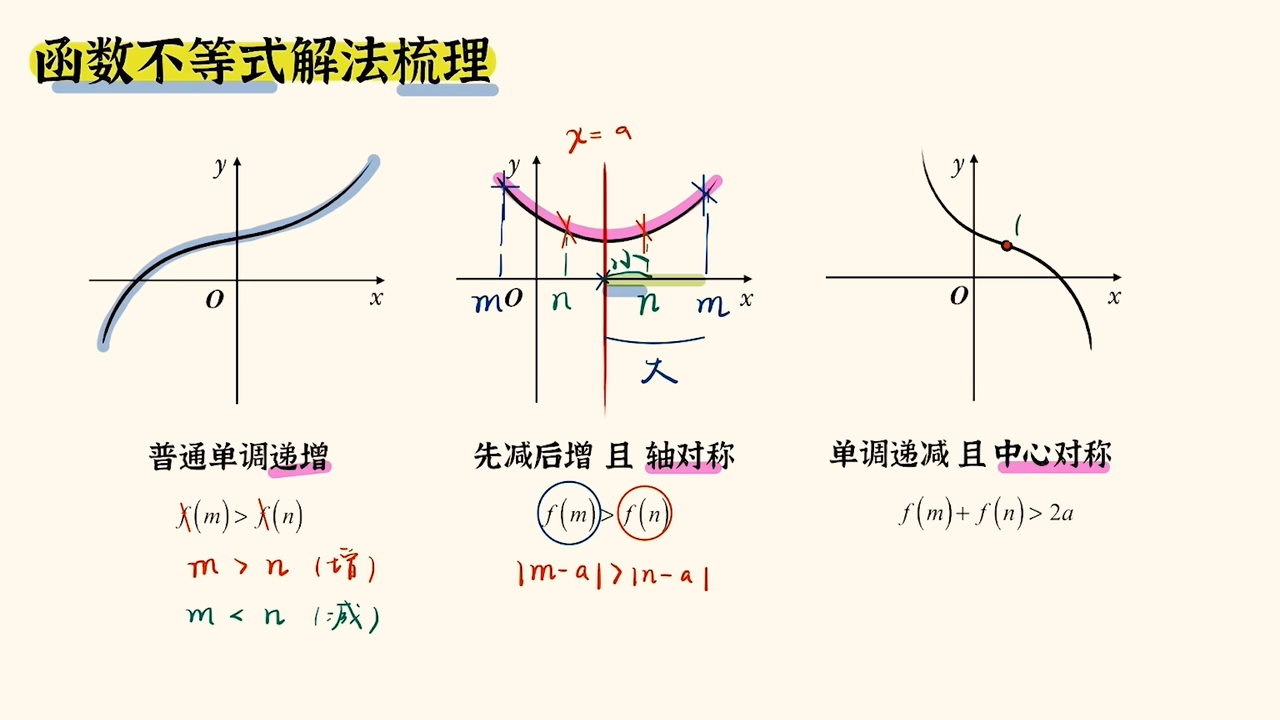 函数不等式解法梳理
y
O
x
普通单调递增
f(m)>f(n)
m > n (增)
m < n (减)
x=a
y
小
m O n n m x
大
先减后增 且 轴对称
f(m)>f(n)
|m-a|>|n-a|
y
O
x
单调递减 且 中心对称
f(m)+f(n)>2a